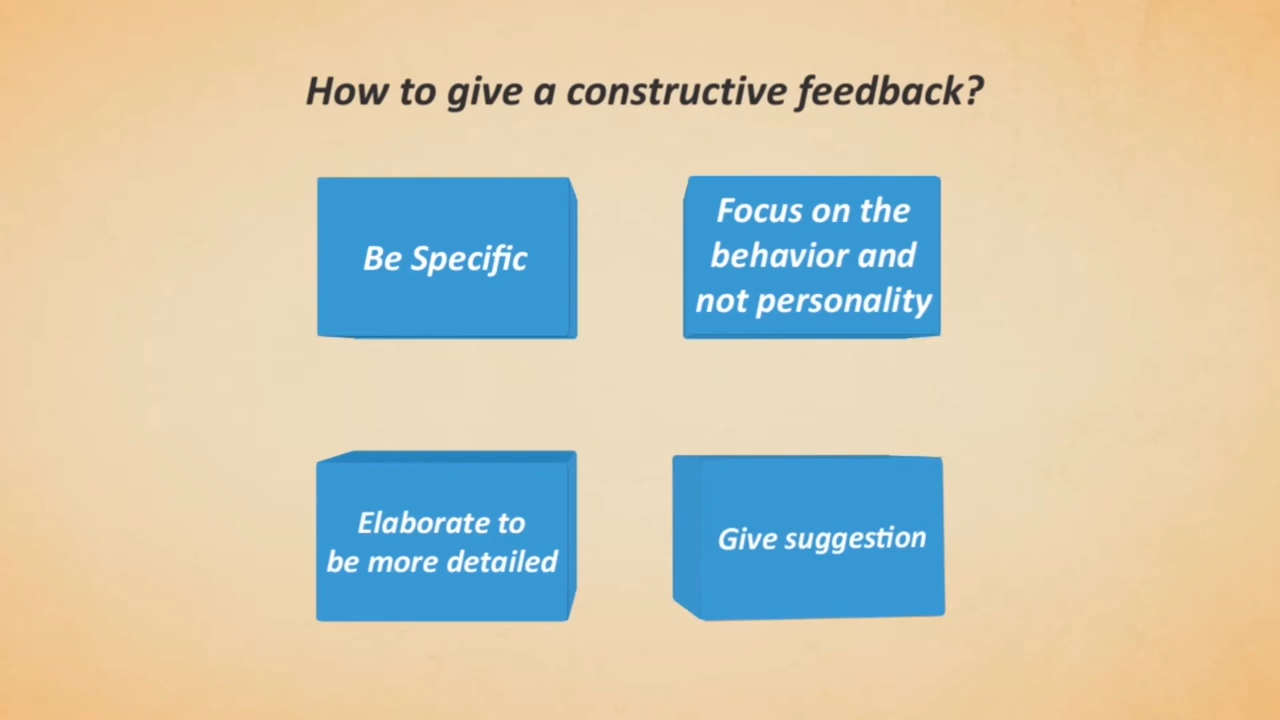 How to give a constructive feedback?
Be Specific
Focus on the
behavior and
not personality
Elaborate to
be more detailed
Give suggestion